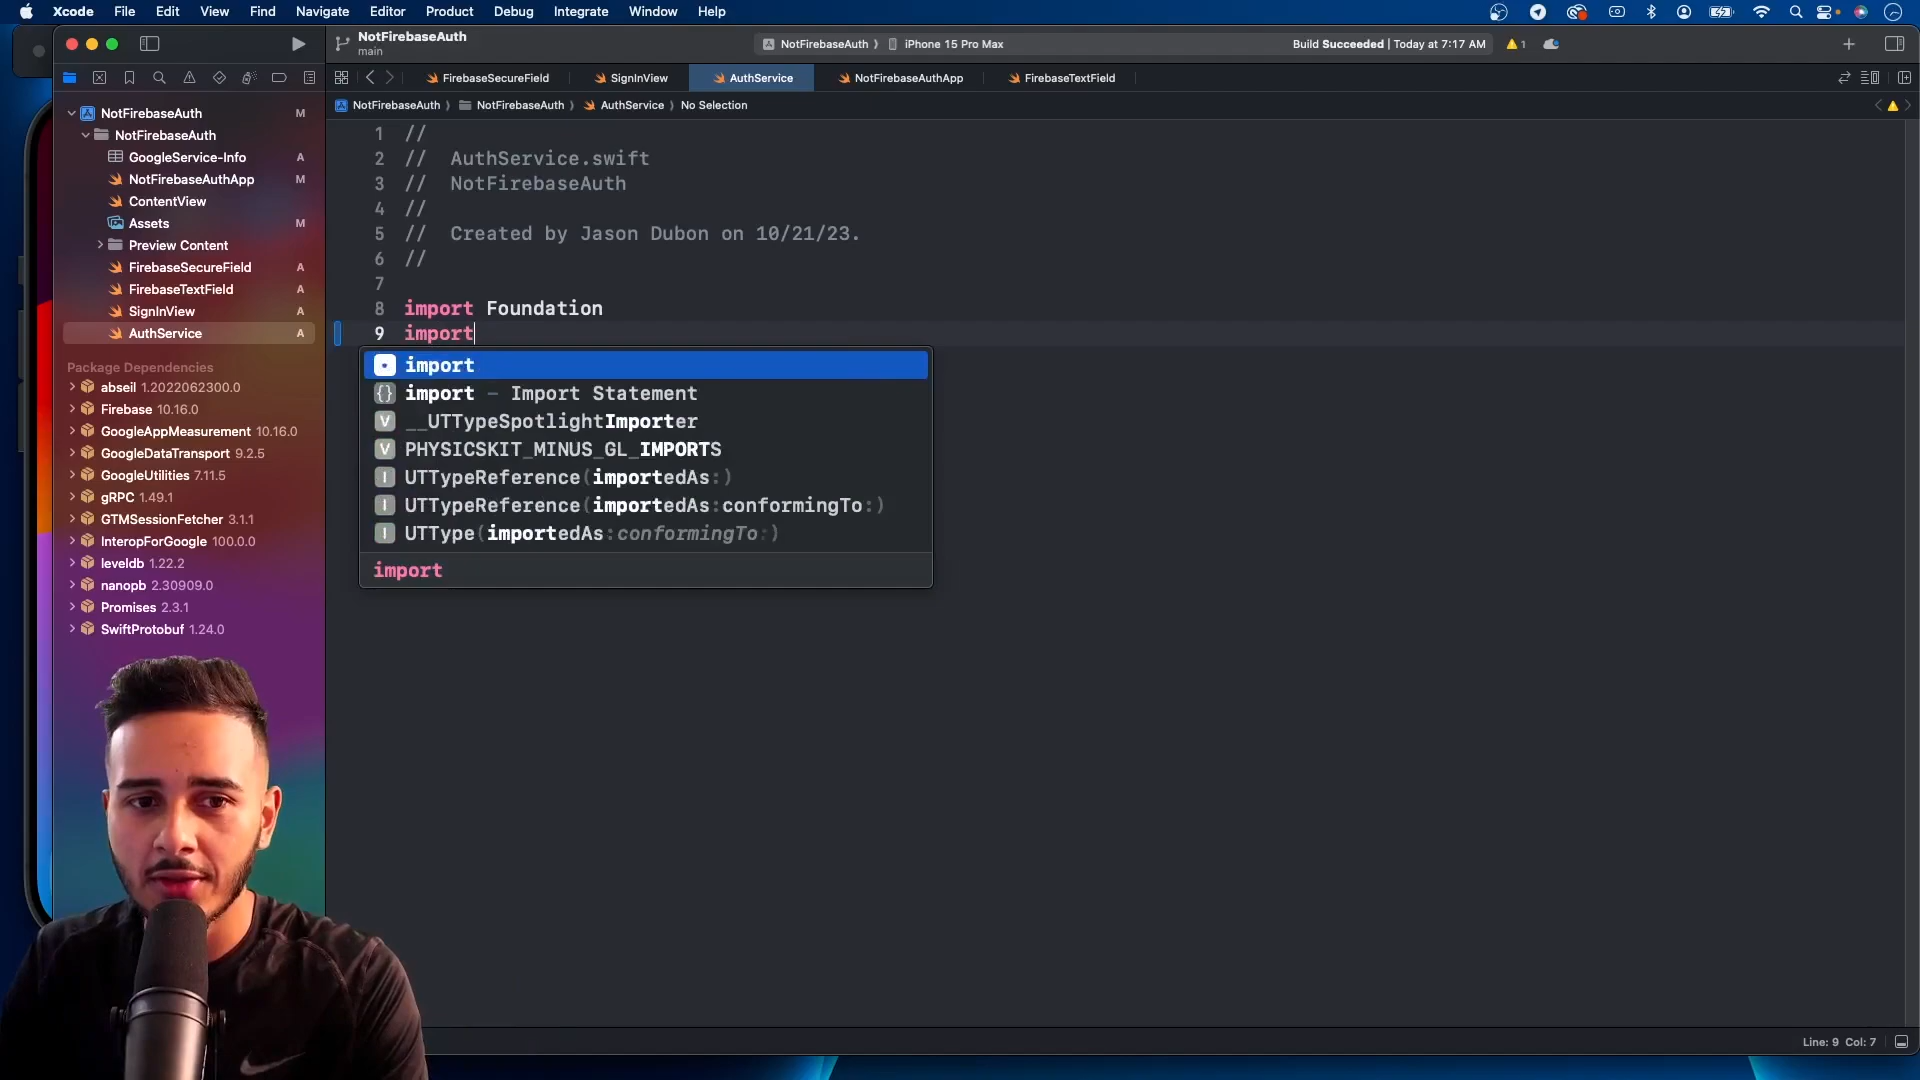 Xcode File Edit View Find Navigate Editor Product Debug Integrate Window Help
NotFirebaseAuth
main
NotFirebaseAuth 〉 iPhone 15 Pro Max
Build Succeeded | Today at 7:17 AM
1
FirebaseSecureField
SignInView
AuthService
NotFirebaseAuthApp
FirebaseTextField
NotFirebaseAuth 〉 NotFirebaseAuth 〉 AuthService 〉 No Selection
NotFirebaseAuth M
NotFirebaseAuth
GoogleService-Info A
NotFirebaseAuthApp M
ContentView
Assets M
Preview Content
FirebaseSecureField A
FirebaseTextField A
SignInView A
AuthService A
Package Dependencies
abseil 1.2022062300.0
Firebase 10.16.0
GoogleAppMeasurement 10.16.0
GoogleDataTransport 9.2.5
GoogleUtilities 7.11.5
gRPC 1.49.1
GTMSessionFetcher 3.1.1
InteropForGoogle 100.0.0
leveldb 1.22.2
nanopb 2.30909.0
Promises 2.3.1
SwiftProtobuf 1.24.0
1 //
2 // AuthService.swift
3 // NotFirebaseAuth
4 //
5 // Created by Jason Dubon on 10/21/23.
6 //
7
8 import Foundation
9 import
import
{} import – Import Statement
V __UTTypeSpotlightImporter
V PHYSICSKIT_MINUS_GL_IMPORTS
I UTTypeReference(importedAs:)
I UTTypeReference(importedAs:conformingTo:)
I UTType(importedAs:conformingTo:)
import
Line: 9 Col: 7